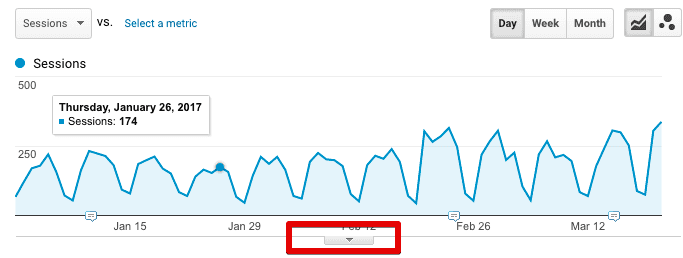 Sessions vs. Select a metric Day Week Month
Sessions
500
Thursday, January 26, 2017
Sessions: 174
250
Jan 15 Jan 29 Feb 12 Feb 26 Mar 12